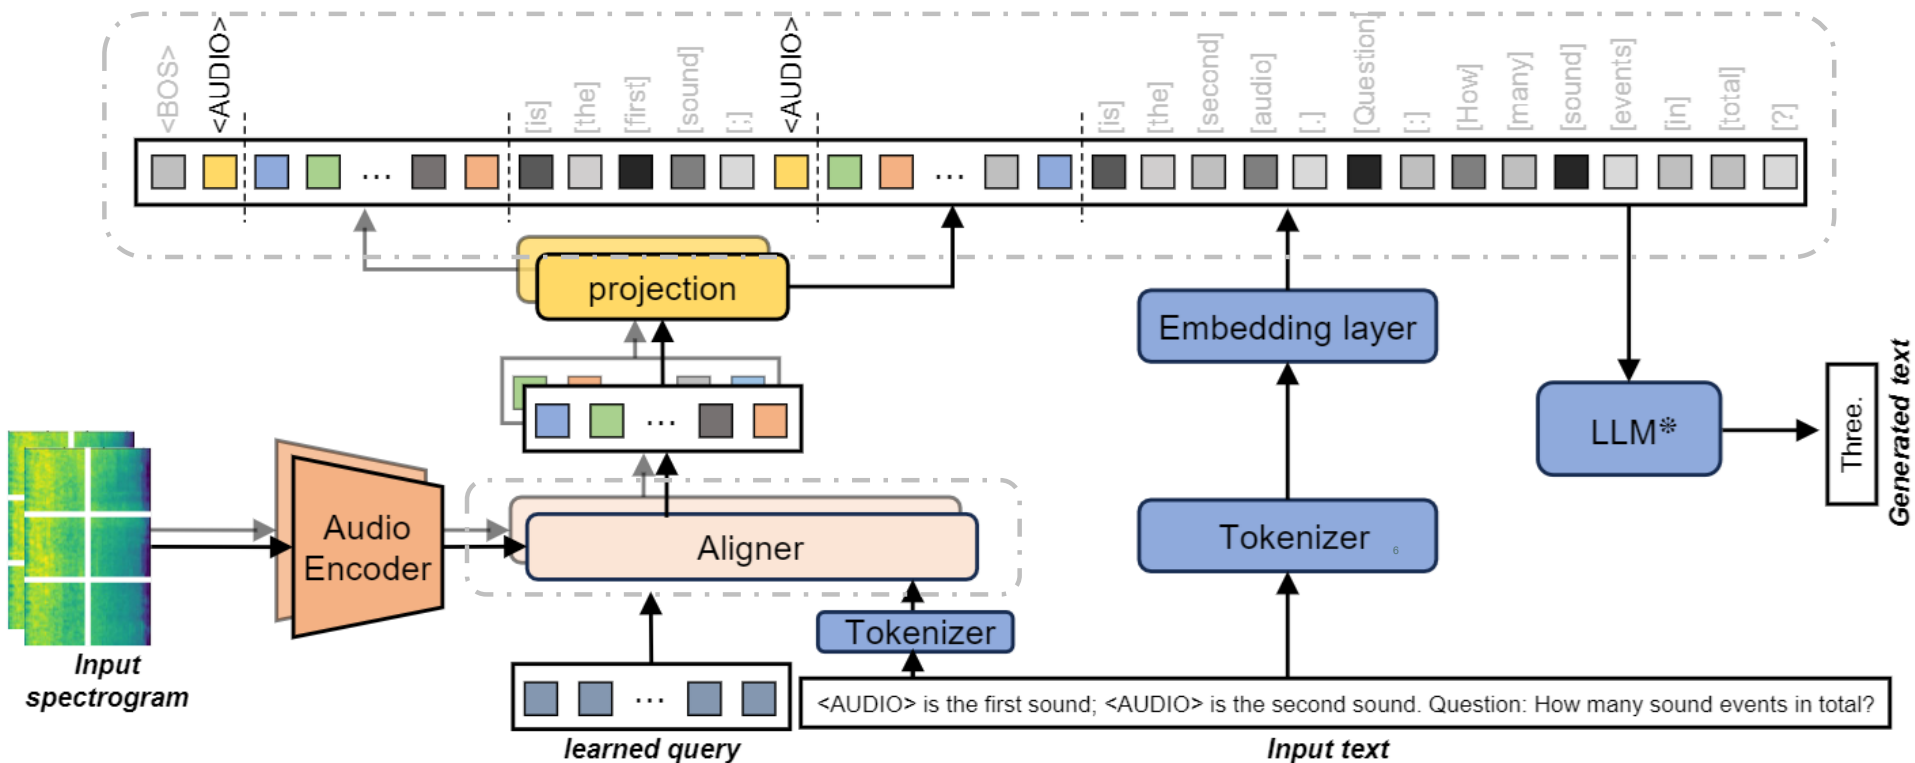 <BOS> <AUDIO> [is] [the] [first] [sound] [;] <AUDIO> [is] [the] [second] [audio] [.] [Question] [:] [How] [many] [sound] [events] [in] [total] [?]
...
...
projection
Embedding layer
...
LLM*
Three.
Generated text
Audio
Encoder
Aligner
Tokenizer
6
Tokenizer
Input
spectrogram
...
learned query
<AUDIO> is the first sound; <AUDIO> is the second sound. Question: How many sound events in total?
Input text